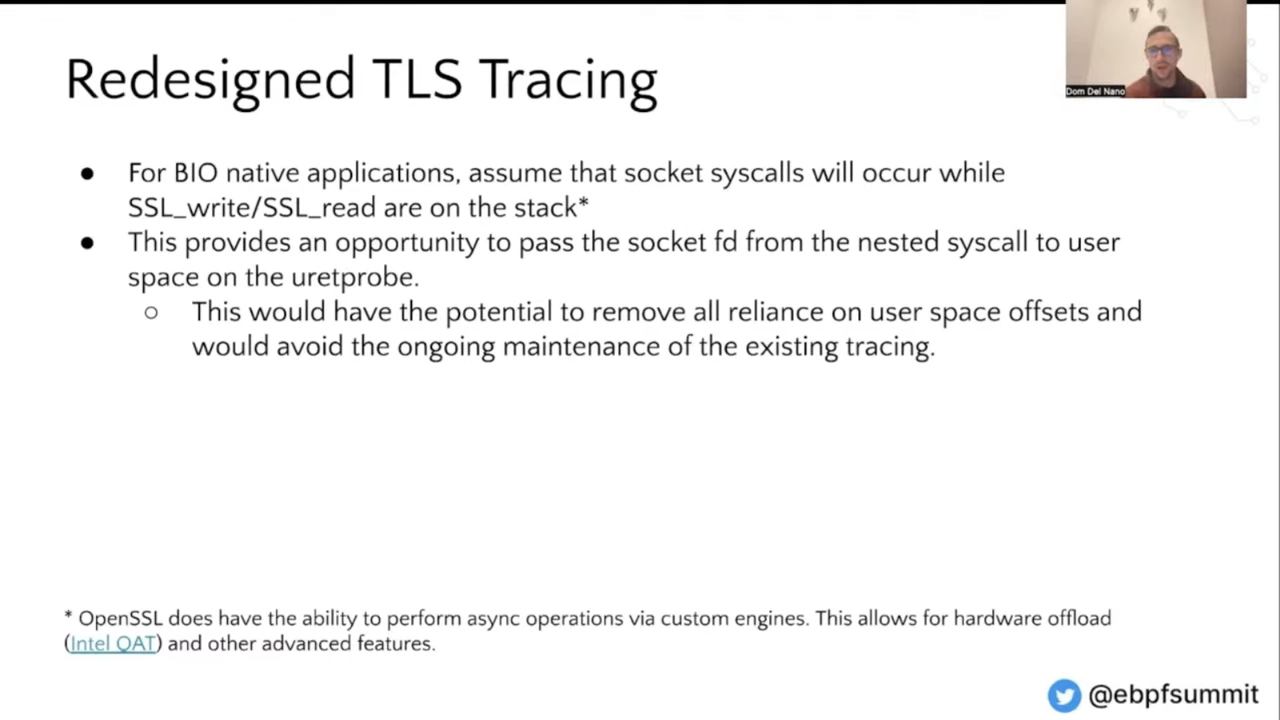 Redesigned TLS Tracing
Dom Del Nano
● For BIO native applications, assume that socket syscalls will occur while
SSL_write/SSL_read are on the stack*
● This provides an opportunity to pass the socket fd from the nested syscall to user
space on the uretprobe.
○ This would have the potential to remove all reliance on user space offsets and
would avoid the ongoing maintenance of the existing tracing.
* OpenSSL does have the ability to perform async operations via custom engines. This allows for hardware offload
(Intel QAT) and other advanced features.
@ebpfsummit